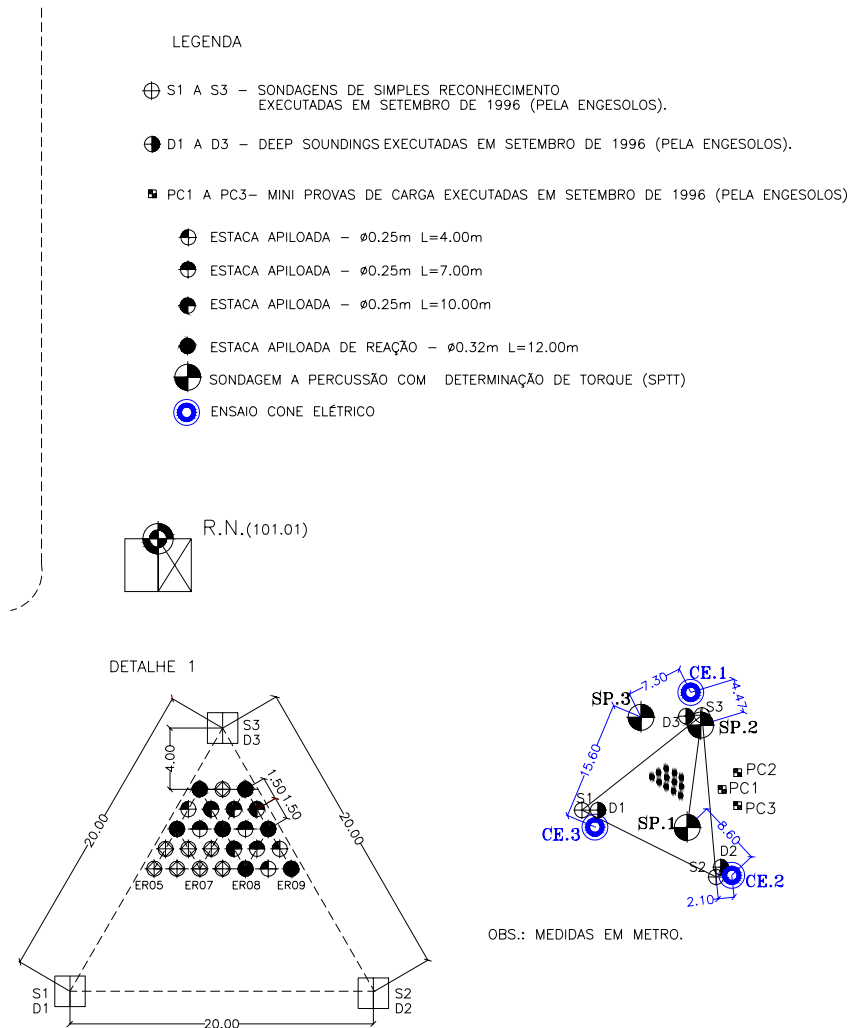 LEGENDA
S1 A S3 – SONDAGENS DE SIMPLES RECONHECIMENTO
EXECUTADAS EM SETEMBRO DE 1996 (PELA ENGESOLOS).
D1 A D3 – DEEP SOUNDINGS EXECUTADAS EM SETEMBRO DE 1996 (PELA ENGESOLOS).
PC1 A PC3– MINI PROVAS DE CARGA EXECUTADAS EM SETEMBRO DE 1996 (PELA ENGESOLOS)
ESTACA APILOADA – ø0.25m L=4.00m
ESTACA APILOADA – ø0.25m L=7.00m
ESTACA APILOADA – ø0.25m L=10.00m
ESTACA APILOADA DE REAÇÃO – ø0.32m L=12.00m
SONDAGEM A PERCUSSÃO COM DETERMINAÇÃO DE TORQUE (SPTT)
ENSAIO CONE ELÉTRICO
R.N.(101.01)
DETALHE 1
S3
D3
4.00
1.50
1.50
20.00
20.00
ER05
ER07
ER08
ER09
S1
D1
S2
D2
20.00
CE.1
7.30
4.47
SP.3
S3
D3
SP.2
15.60
PC2
PC1
PC3
S1
D1
CE.3
SP.1
8.60
D2
S2
CE.2
2.10
OBS.: MEDIDAS EM METRO.